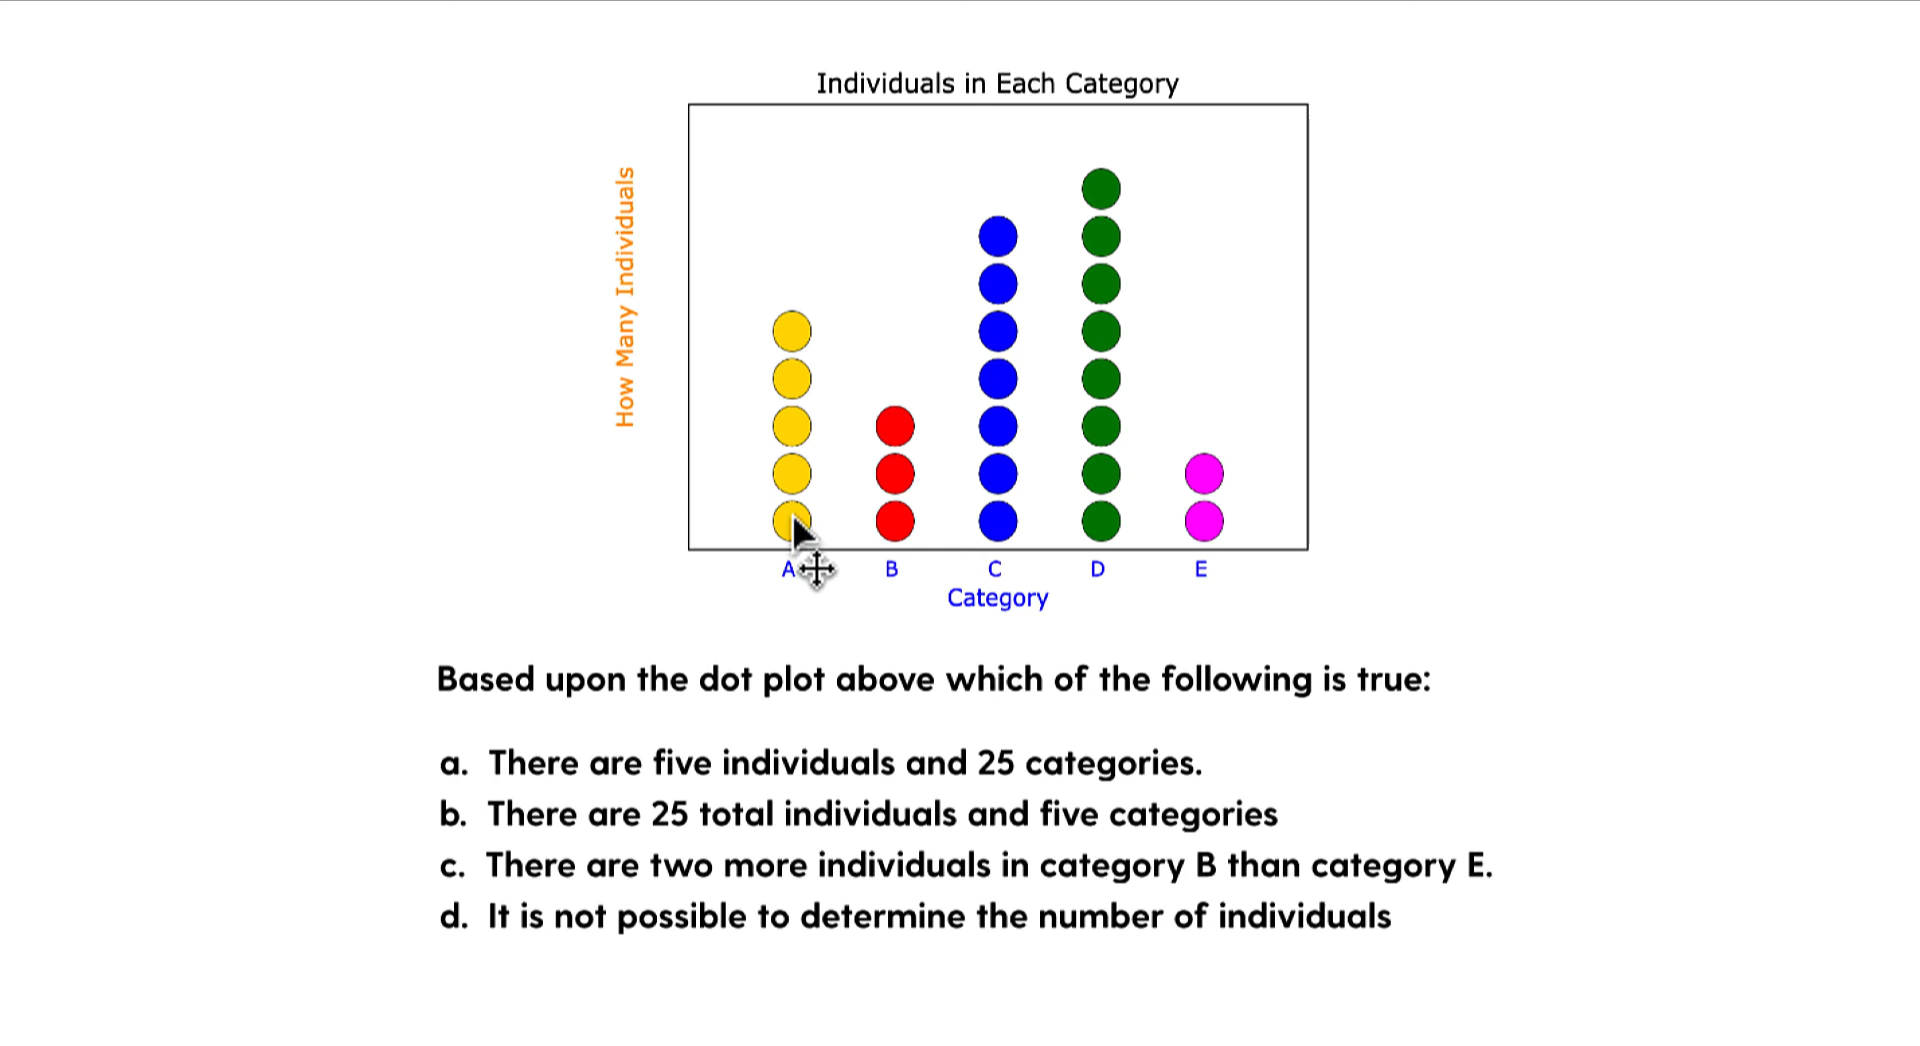 Individuals in Each Category
How Many Individuals
A B C D E
Category
Based upon the dot plot above which of the following is true:
a. There are five individuals and 25 categories.
b. There are 25 total individuals and five categories
c. There are two more individuals in category B than category E.
d. It is not possible to determine the number of individuals